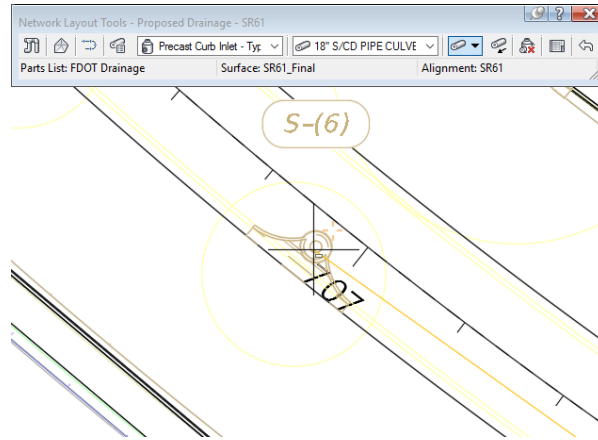 Network Layout Tools - Proposed Drainage - SR61
Precast Curb Inlet - Typ
18" S/CD PIPE CULVE
Parts List: FDOT Drainage Surface: SR61_Final Alignment: SR61
S-(6)
707